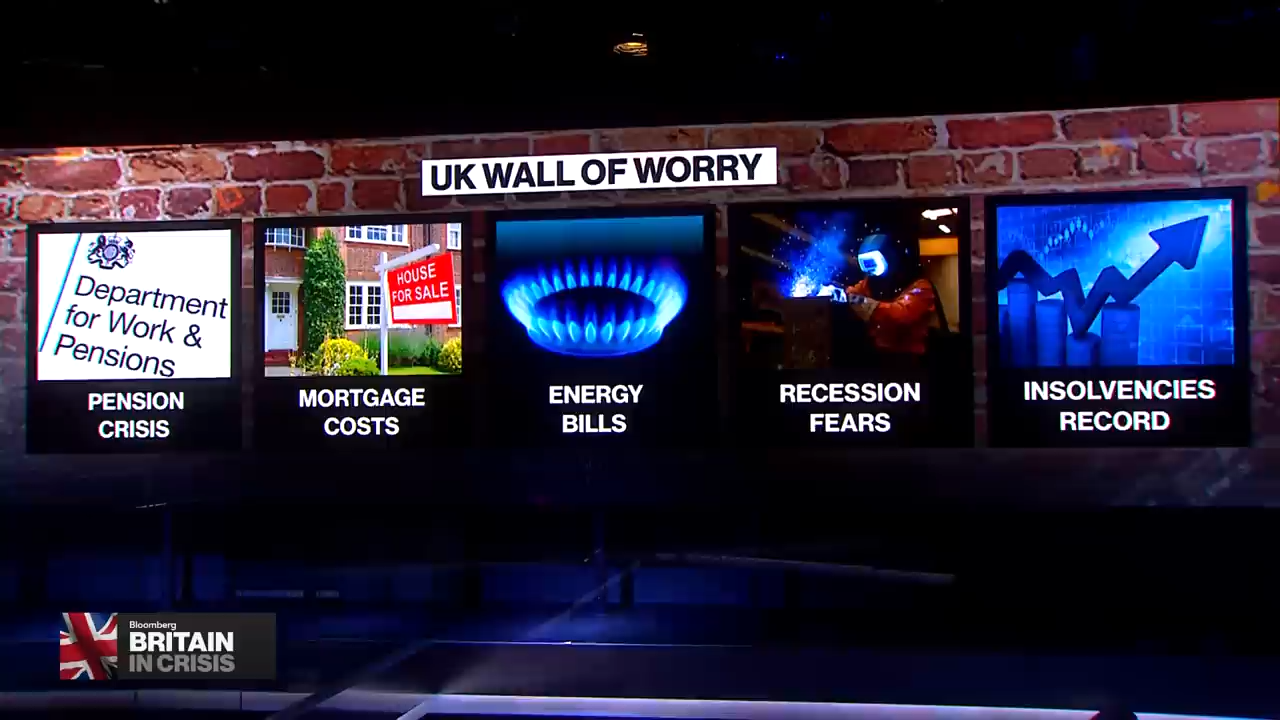 UK WALL OF WORRY
Department
for Work &
Pensions
HOUSE
FOR SALE
PENSION
CRISIS
MORTGAGE
COSTS
ENERGY
BILLS
RECESSION
FEARS
INSOLVENCIES
RECORD
Bloomberg
BRITAIN
IN CRISIS